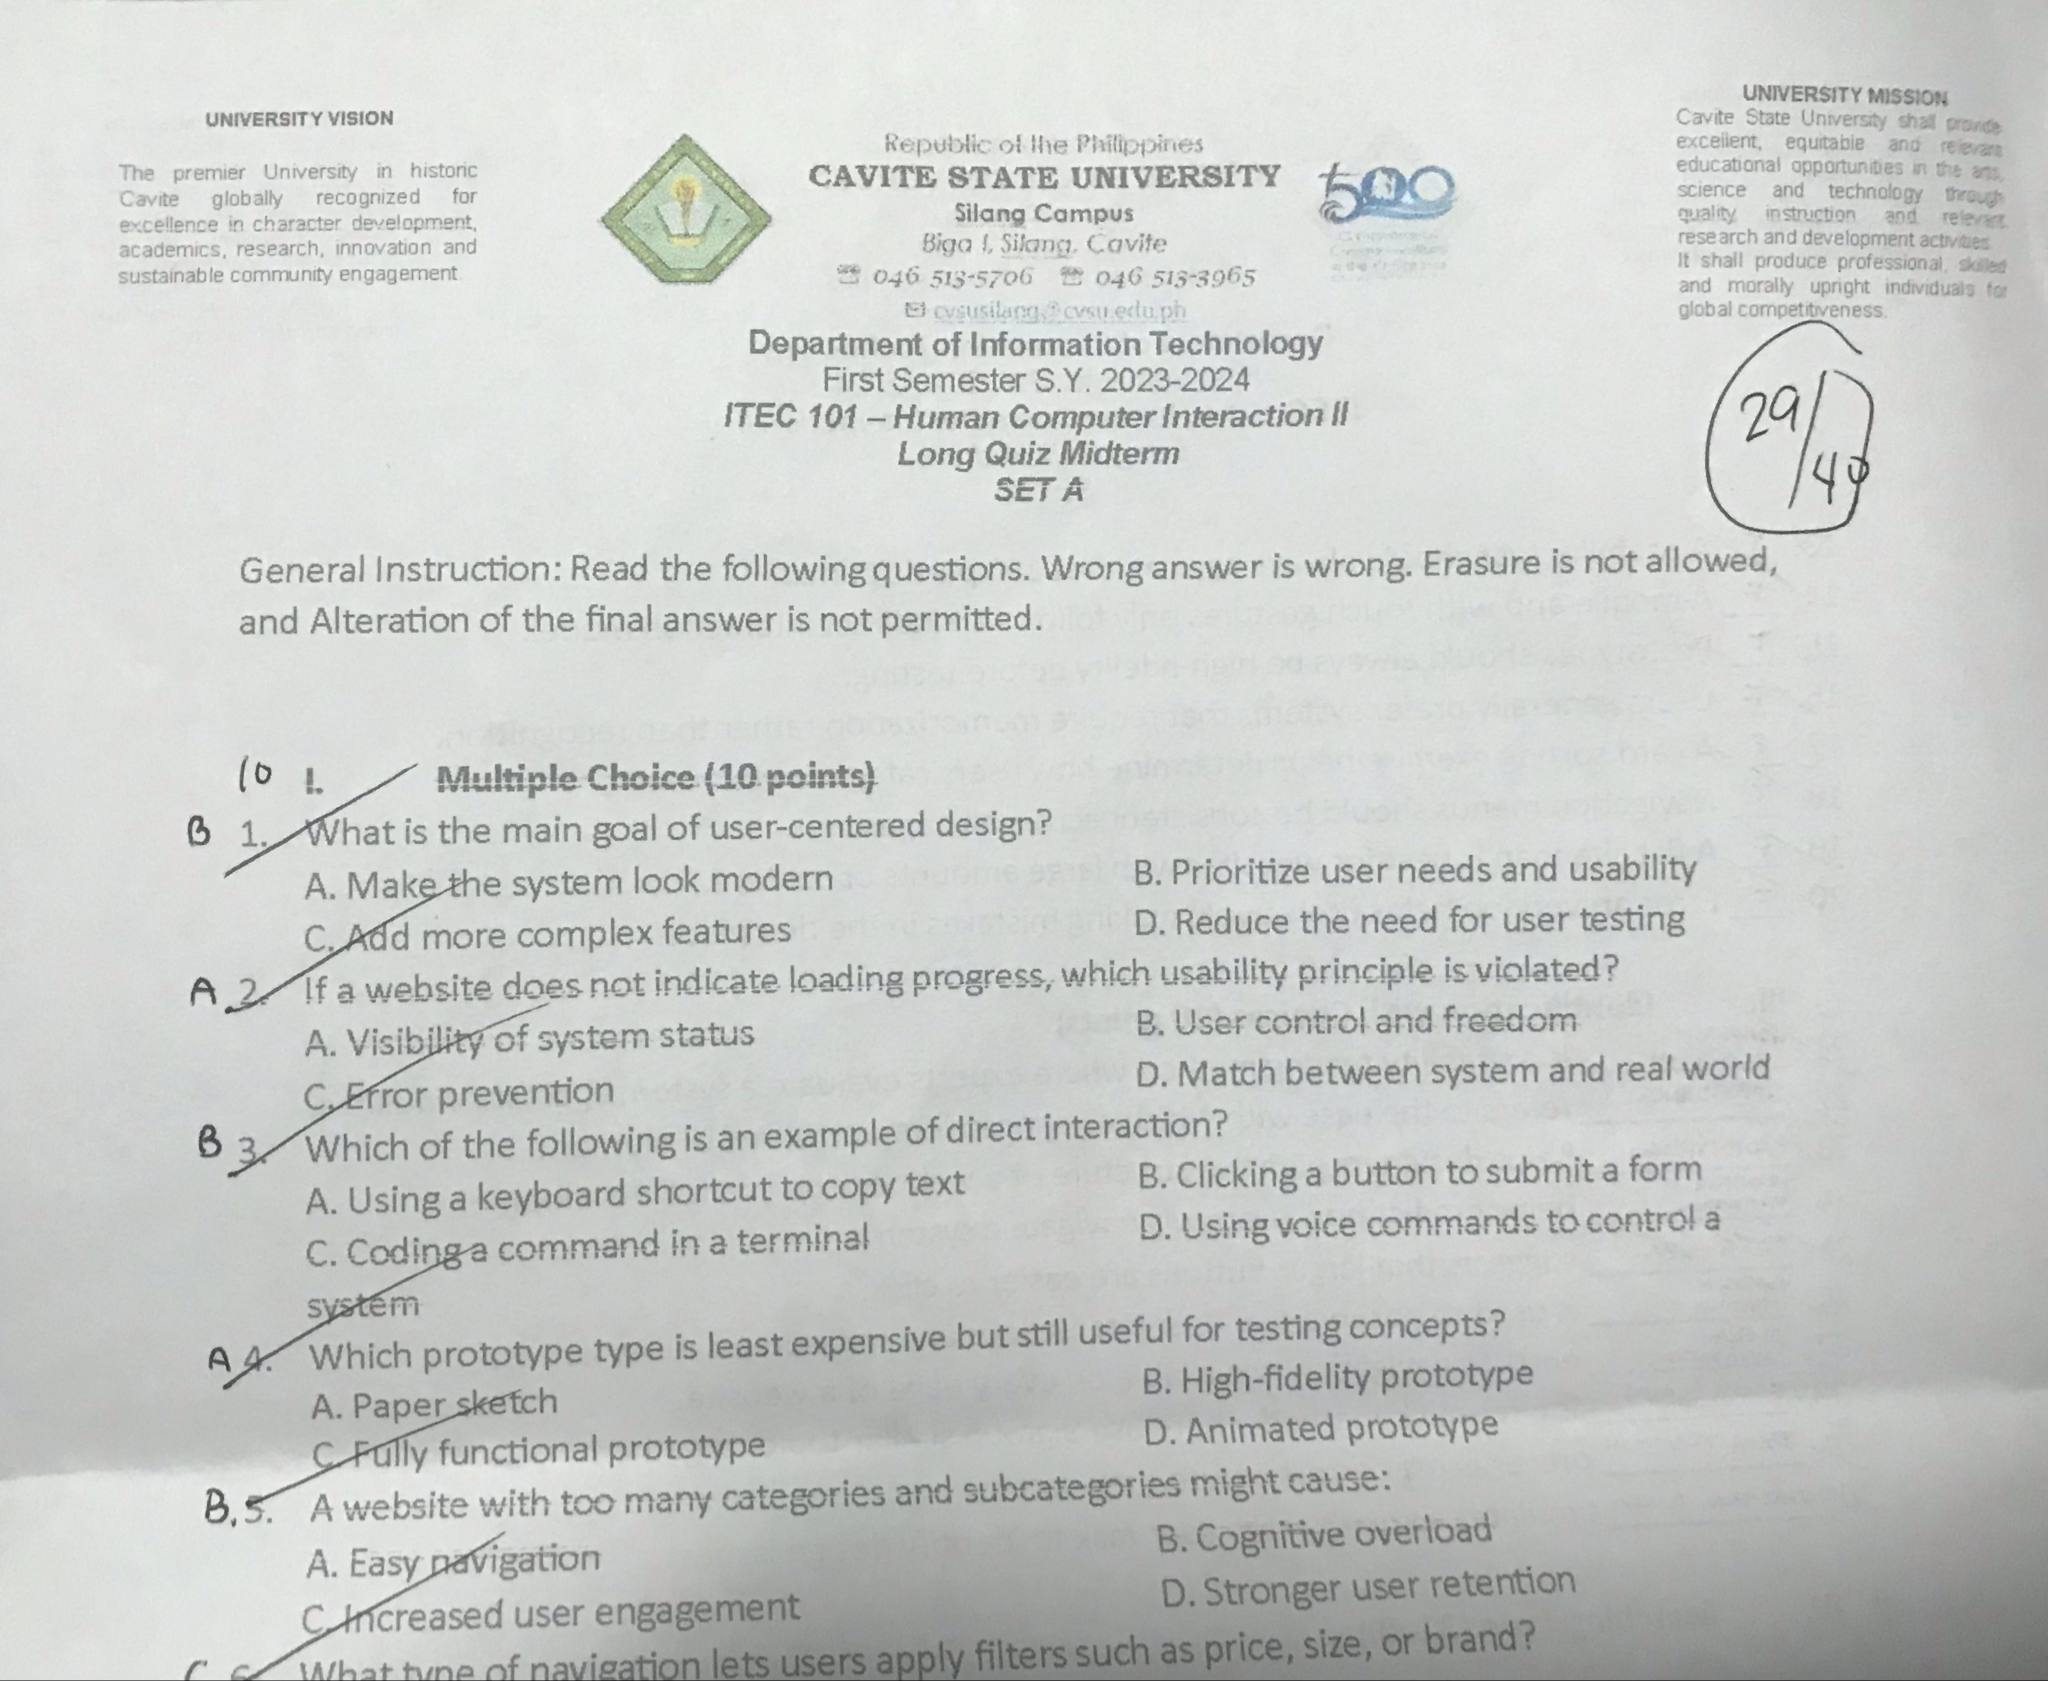 UNIVERSITY VISION
The premier University in historic
Cavite globally recognized for
excellence in character development,
academics, research, innovation and
sustainable community engagement
Republic of the Philippines
CAVITE STATE UNIVERSITY
Silang Campus
Biga I, Silang, Cavite
☎ 046 513-5706 ☎ 046 513-3965
cvsusilang@cvsu.edu.ph
500
UNIVERSITY MISSION
Cavite State University shall provide
excellent, equitable and relevant
educational opportunities in the arts,
science and technology through
quality instruction and relevant
research and development activities
It shall produce professional, skilled
and morally upright individuals for
global competitiveness.
Department of Information Technology
First Semester S.Y. 2023-2024
ITEC 101 – Human Computer Interaction II
Long Quiz Midterm
SET A
29/40
General Instruction: Read the following questions. Wrong answer is wrong. Erasure is not allowed,
and Alteration of the final answer is not permitted.
10 I. Multiple Choice (10 points)
B 1. What is the main goal of user-centered design?
A. Make the system look modern B. Prioritize user needs and usability
C. Add more complex features D. Reduce the need for user testing
A 2. If a website does not indicate loading progress, which usability principle is violated?
A. Visibility of system status B. User control and freedom
C. Error prevention D. Match between system and real world
B 3. Which of the following is an example of direct interaction?
A. Using a keyboard shortcut to copy text B. Clicking a button to submit a form
C. Coding a command in a terminal D. Using voice commands to control a
system
A 4. Which prototype type is least expensive but still useful for testing concepts?
A. Paper sketch B. High-fidelity prototype
C. Fully functional prototype D. Animated prototype
B. 5. A website with too many categories and subcategories might cause:
A. Easy navigation B. Cognitive overload
C. Increased user engagement D. Stronger user retention
C 6. What type of navigation lets users apply filters such as price, size, or brand?